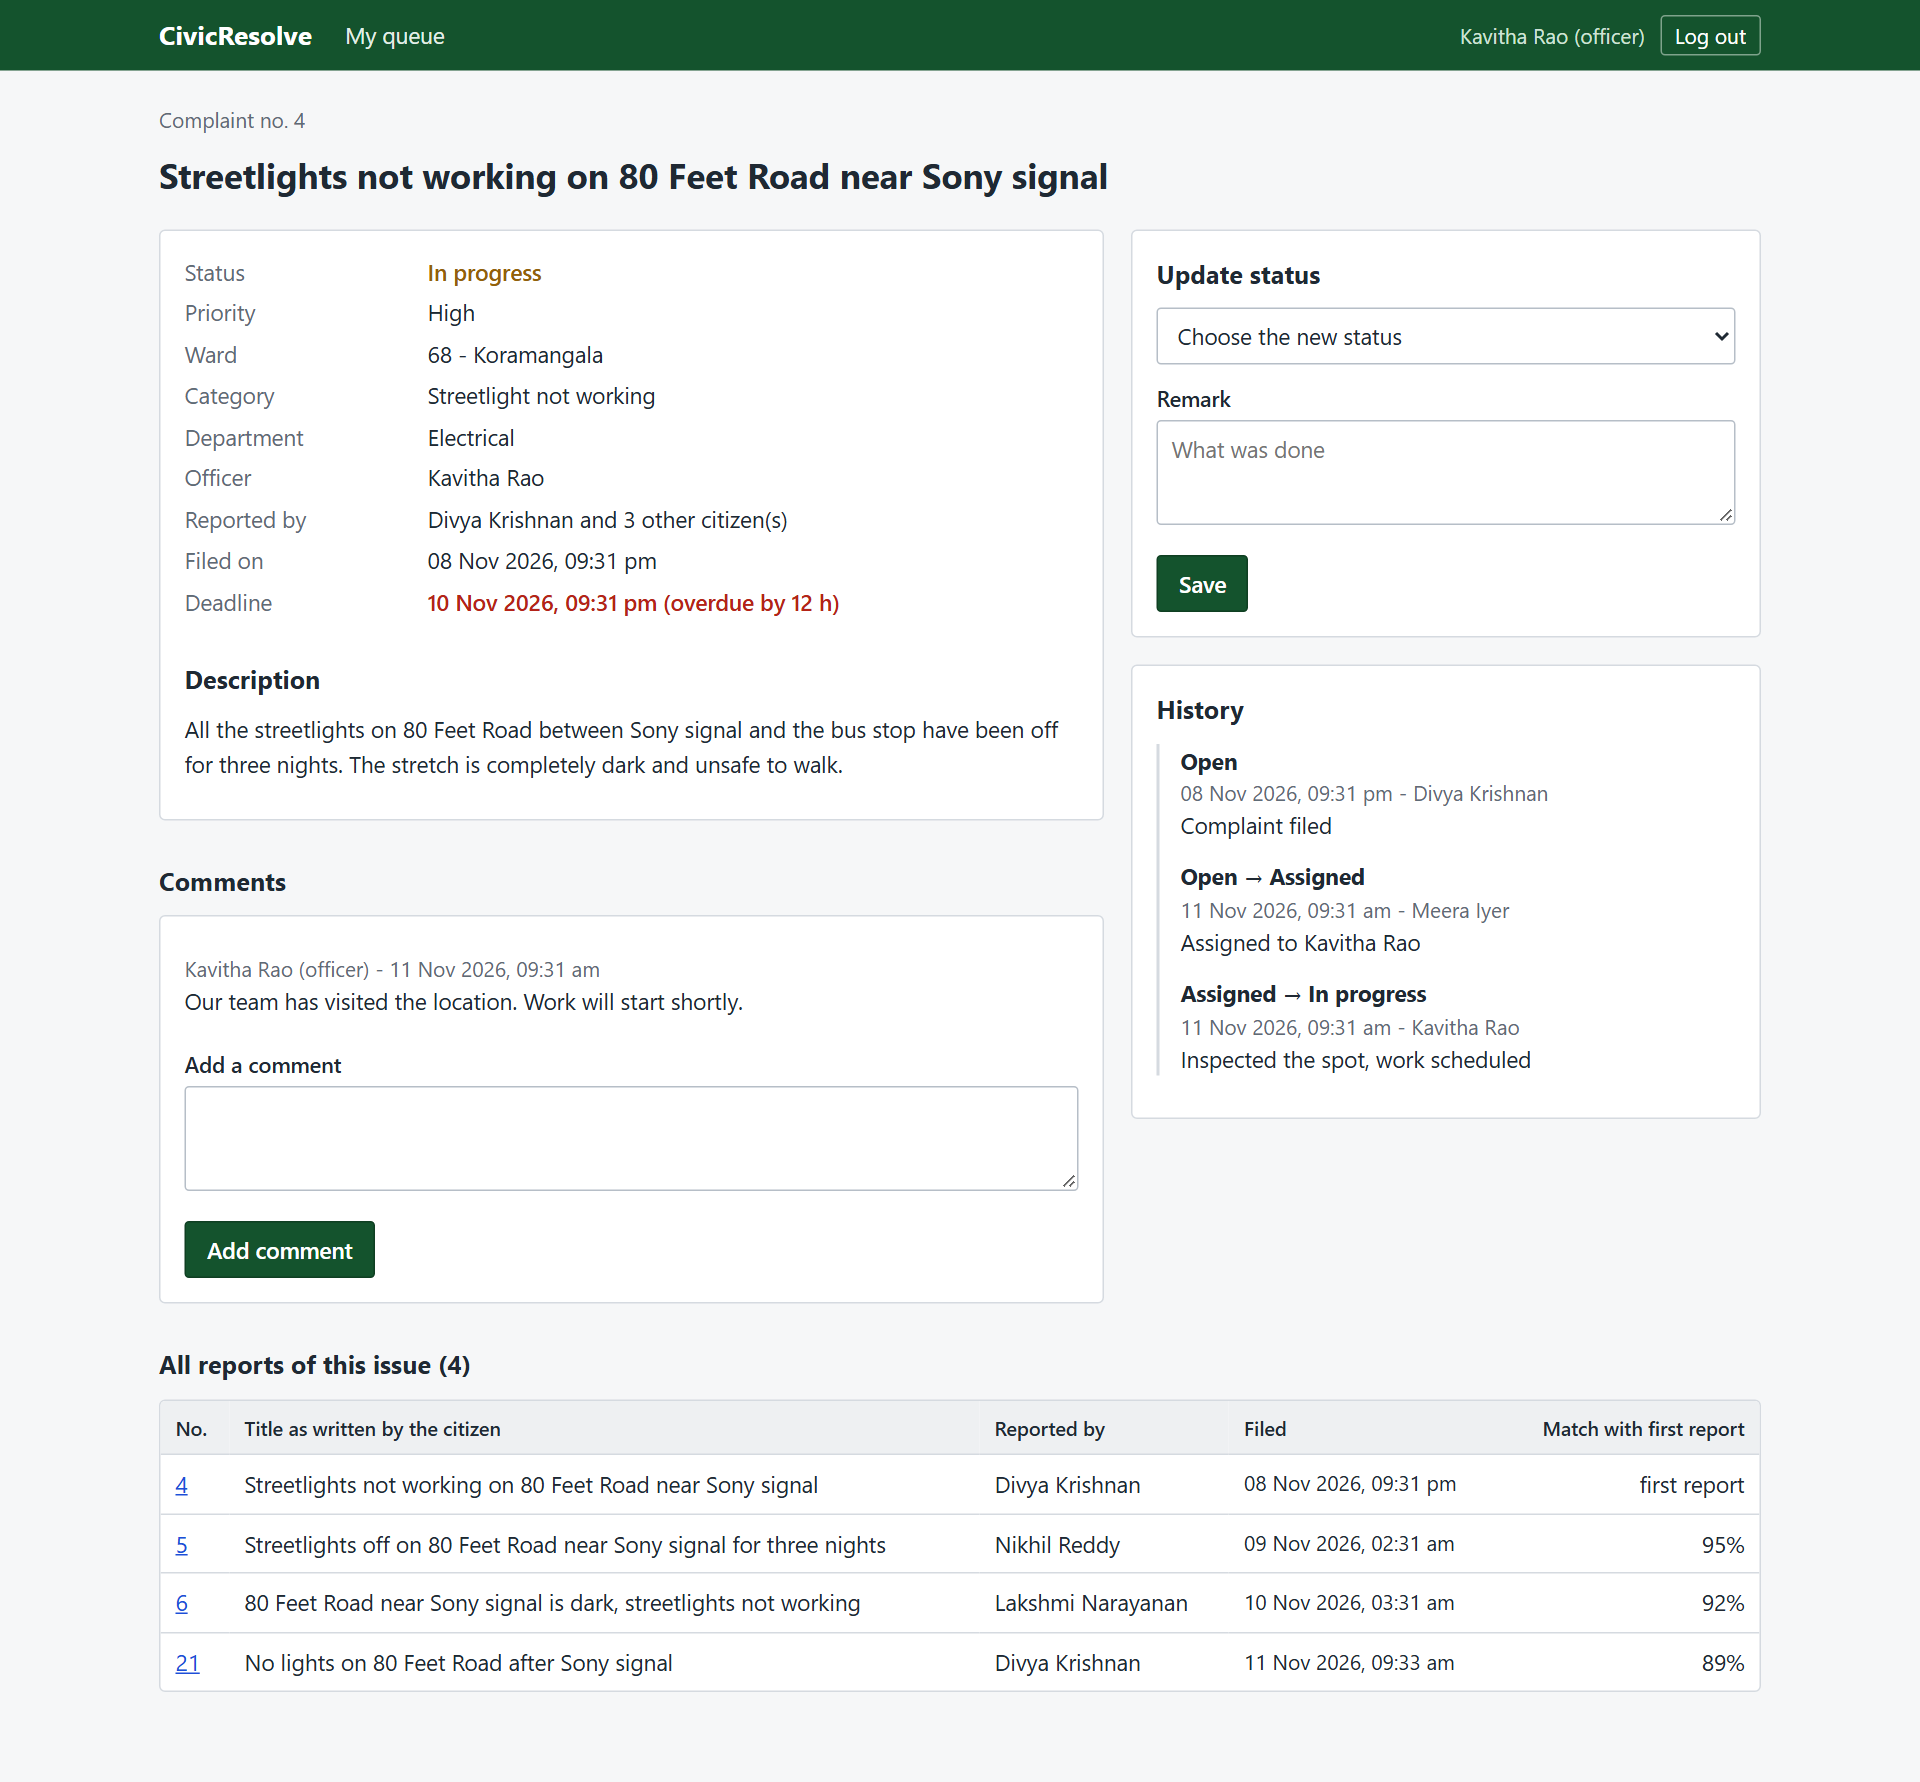 CivicResolve
My queue
Kavitha Rao (officer)
Log out
Complaint no. 4
Streetlights not working on 80 Feet Road near Sony signal
Status In progress
Priority High
Ward 68 - Koramangala
Category Streetlight not working
Department Electrical
Officer Kavitha Rao
Reported by Divya Krishnan and 3 other citizen(s)
Filed on 08 Nov 2026, 09:31 pm
Deadline 10 Nov 2026, 09:31 pm (overdue by 12 h)
Description
All the streetlights on 80 Feet Road between Sony signal and the bus stop have been off
for three nights. The stretch is completely dark and unsafe to walk.
Update status
Choose the new status
Remark
What was done
Save
History
Open
08 Nov 2026, 09:31 pm - Divya Krishnan
Complaint filed
Open → Assigned
11 Nov 2026, 09:31 am - Meera Iyer
Assigned to Kavitha Rao
Assigned → In progress
11 Nov 2026, 09:31 am - Kavitha Rao
Inspected the spot, work scheduled
Comments
Kavitha Rao (officer) - 11 Nov 2026, 09:31 am
Our team has visited the location. Work will start shortly.
Add a comment
Add comment
All reports of this issue (4)
No. Title as written by the citizen Reported by Filed Match with first report
4 Streetlights not working on 80 Feet Road near Sony signal Divya Krishnan 08 Nov 2026, 09:31 pm first report
5 Streetlights off on 80 Feet Road near Sony signal for three nights Nikhil Reddy 09 Nov 2026, 02:31 am 95%
6 80 Feet Road near Sony signal is dark, streetlights not working Lakshmi Narayanan 10 Nov 2026, 03:31 am 92%
21 No lights on 80 Feet Road after Sony signal Divya Krishnan 11 Nov 2026, 09:33 am 89%